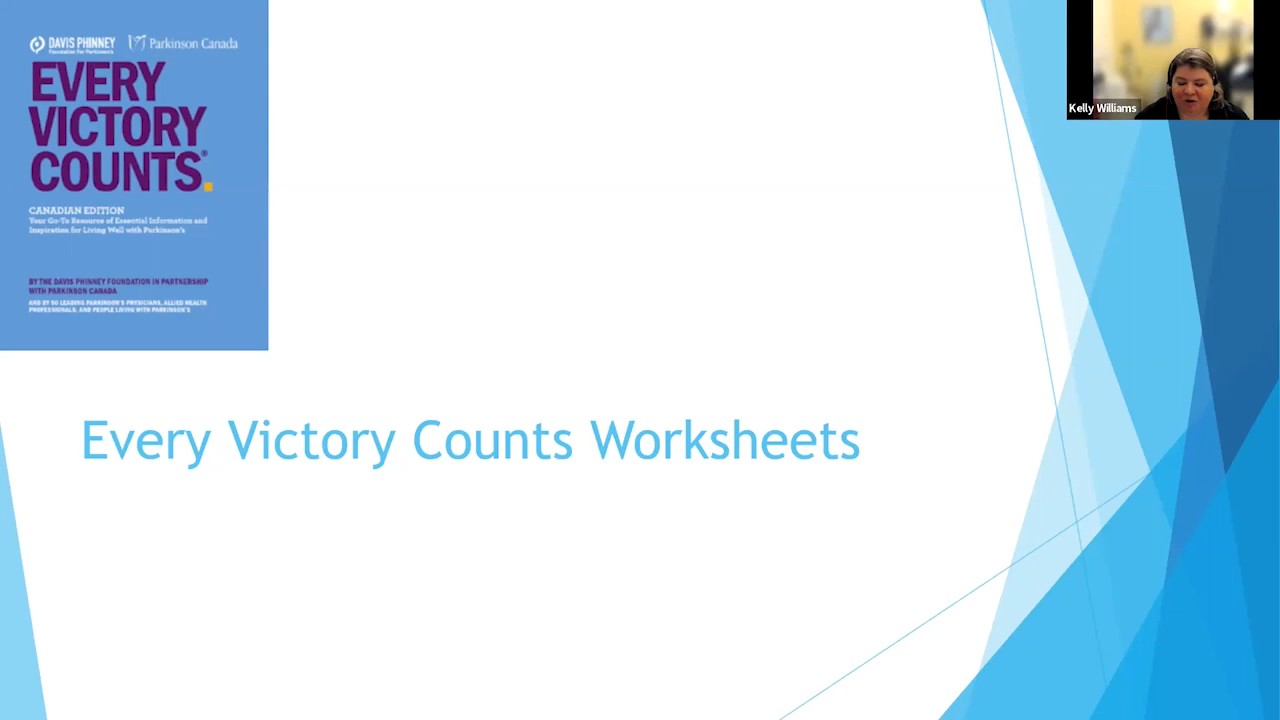 DAVIS PHINNEY
Foundation For Parkinson's
Parkinson Canada
EVERY
VICTORY
COUNTS®.
CANADIAN EDITION
Your Go-To Resource of Essential Information and
Inspiration for Living Well with Parkinson's
BY THE DAVIS PHINNEY FOUNDATION IN PARTNERSHIP
WITH PARKINSON CANADA
AND BY 50 LEADING PARKINSON'S PHYSICIANS, ALLIED HEALTH
PROFESSIONALS, AND PEOPLE LIVING WITH PARKINSON'S
Kelly Williams
Every Victory Counts Worksheets